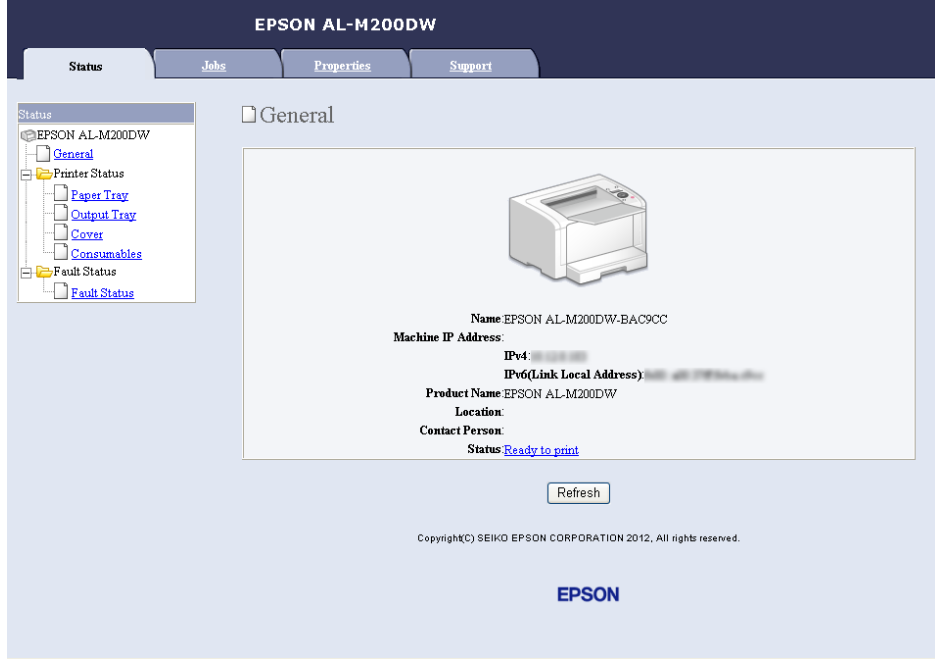 EPSON AL-M200DW
Status
Jobs
Properties
Support
Status
EPSON AL-M200DW
General
Printer Status
Paper Tray
Output Tray
Cover
Consumables
Fault Status
Fault Status
General
Name:EPSON AL-M200DW-BAC9CC
Machine IP Address:
IPv4:
IPv6(Link Local Address):
Product Name:EPSON AL-M200DW
Location:
Contact Person:
Status:Ready to print
Refresh
Copyright(C) SEIKO EPSON CORPORATION 2012, All rights reserved.
EPSON